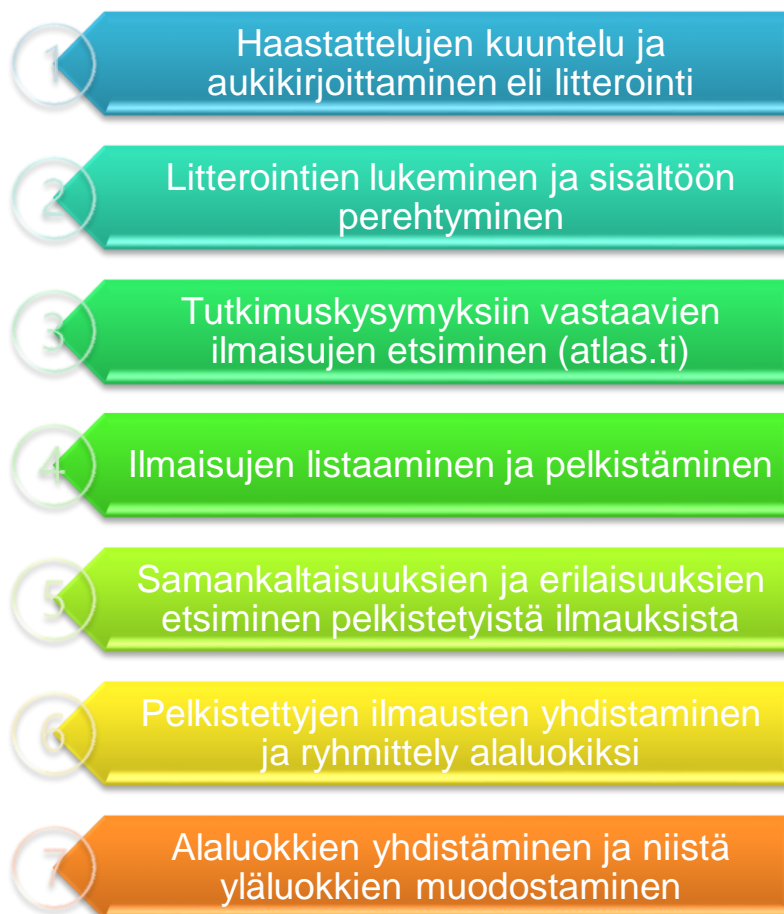 1
Haastattelujen kuuntelu ja
aukikirjoittaminen eli litterointi
2
Litterointien lukeminen ja sisältöön
perehtyminen
3
Tutkimuskysymyksiin vastaavien
ilmaisujen etsiminen (atlas.ti)
4
Ilmaisujen listaaminen ja pelkistäminen
5
Samankaltaisuuksien ja erilaisuuksien
etsiminen pelkistetyistä ilmauksista
6
Pelkistettyjen ilmausten yhdistaminen
ja ryhmittely alaluokiksi
7
Alaluokkien yhdistäminen ja niistä
yläluokkien muodostaminen